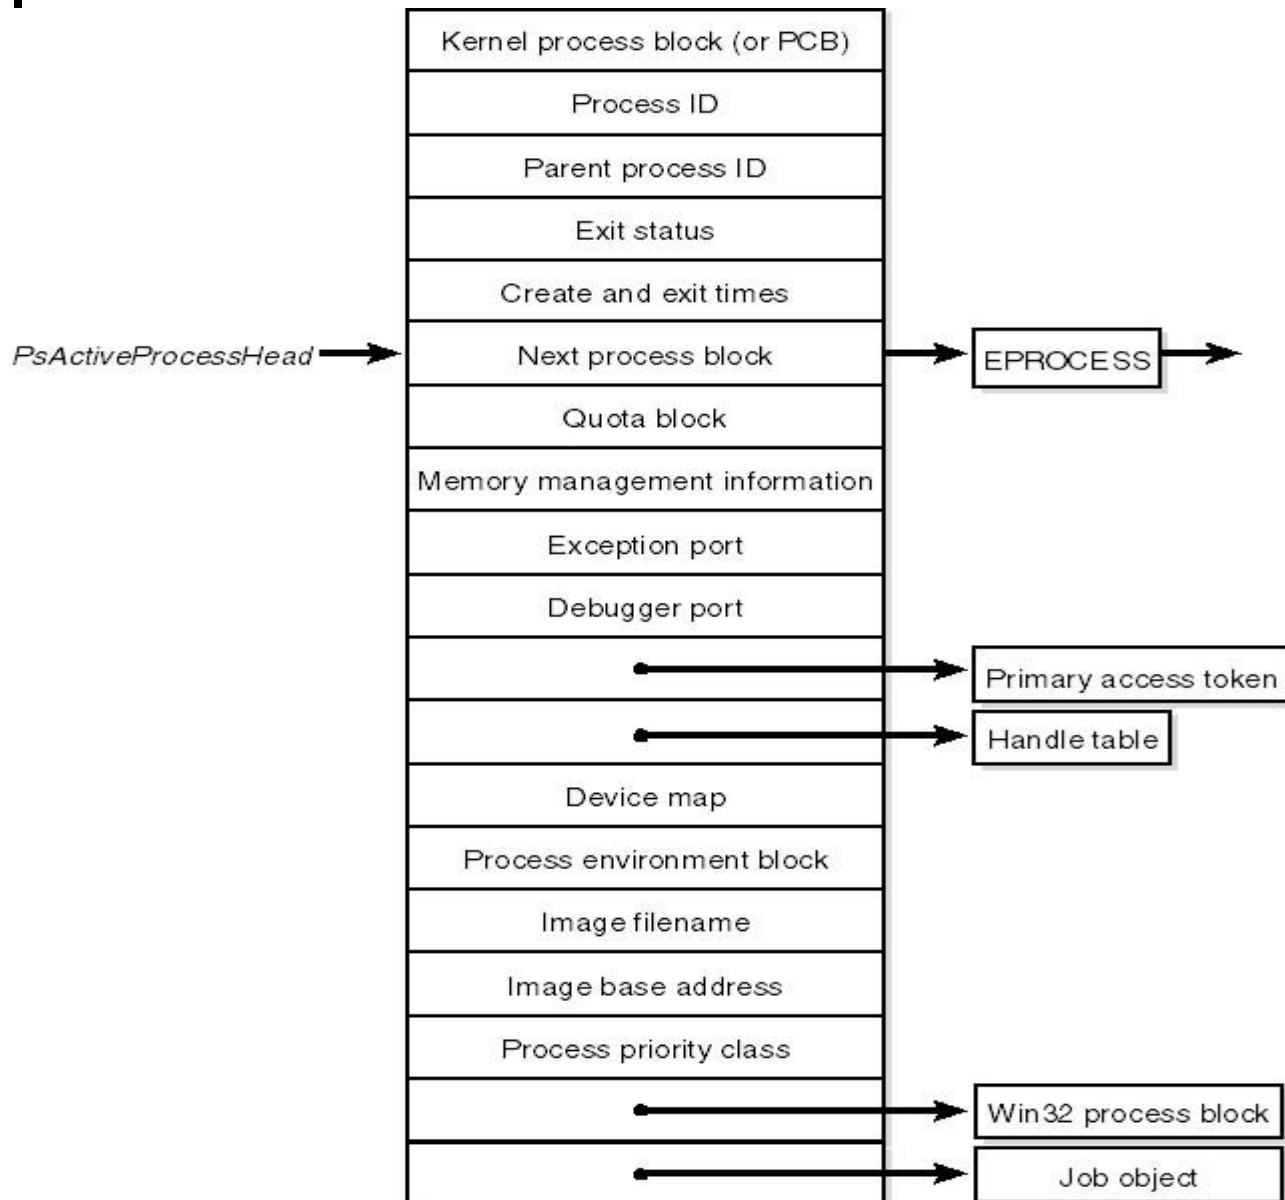 Kernel process block (or PCB)
Process ID
Parent process ID
Exit status
Create and exit times
PsActiveProcessHead
Next process block
EPROCESS
Quota block
Memory management information
Exception port
Debugger port
Primary access token
Handle table
Device map
Process environment block
Image filename
Image base address
Process priority class
Win32 process block
Job object